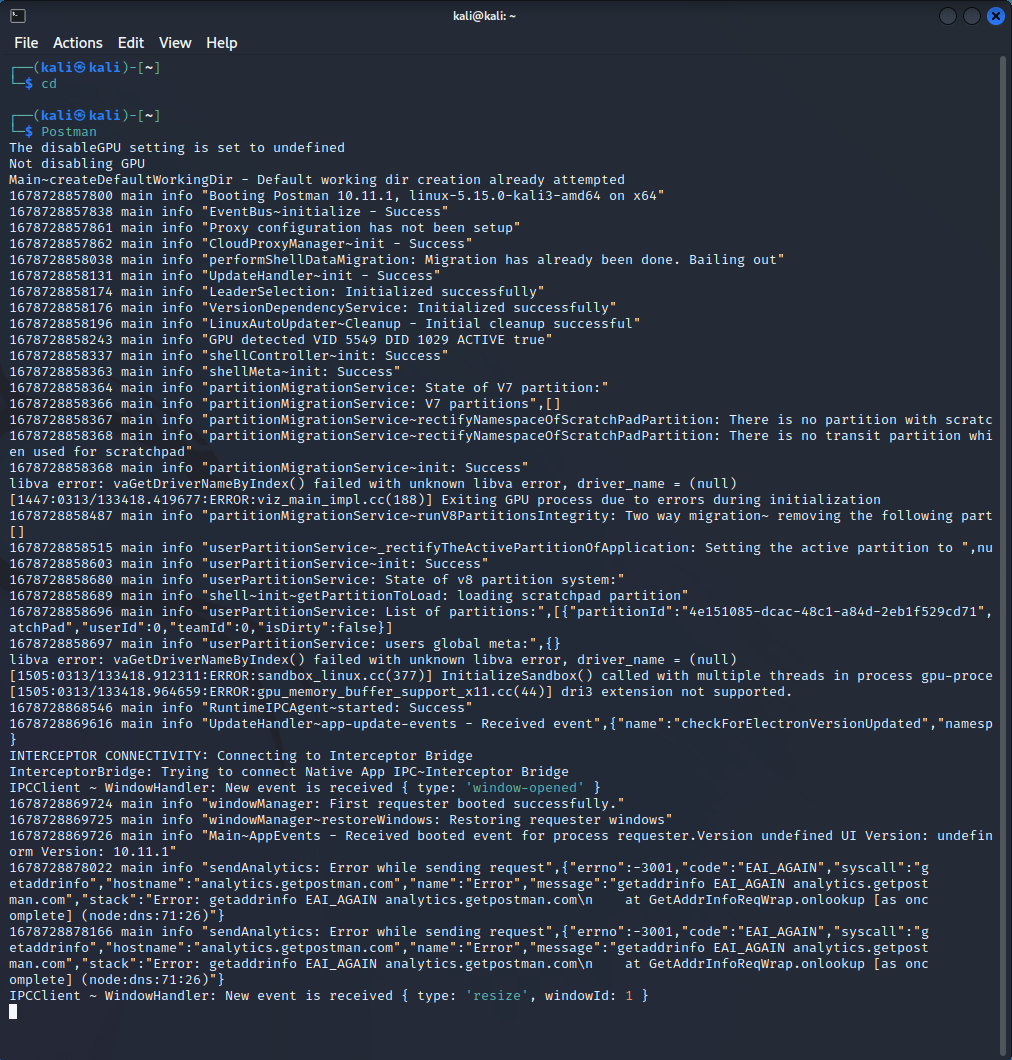 kali@kali: ~
File Actions Edit View Help
┌──(kali㉿kali)-[~]
└─$ cd
┌──(kali㉿kali)-[~]
└─$ Postman
The disableGPU setting is set to undefined
Not disabling GPU
Main~createDefaultWorkingDir - Default working dir creation already attempted
1678728857800 main info "Booting Postman 10.11.1, linux-5.15.0-kali3-amd64 on x64"
1678728857838 main info "EventBus~initialize - Success"
1678728857861 main info "Proxy configuration has not been setup"
1678728857862 main info "CloudProxyManager~init - Success"
1678728858038 main info "performShellDataMigration: Migration has already been done. Bailing out"
1678728858131 main info "UpdateHandler~init - Success"
1678728858174 main info "LeaderSelection: Initialized successfully"
1678728858176 main info "VersionDependencyService: Initialized successfully"
1678728858196 main info "LinuxAutoUpdater~Cleanup - Initial cleanup successful"
1678728858243 main info "GPU detected VID 5549 DID 1029 ACTIVE true"
1678728858337 main info "shellController~init: Success"
1678728858363 main info "shellMeta~init: Success"
1678728858364 main info "partitionMigrationService: State of V7 partition:"
1678728858366 main info "partitionMigrationService: V7 partitions",[]
1678728858367 main info "partitionMigrationService~rectifyNamespaceOfScratchPadPartition: There is no partition with scratc
1678728858368 main info "partitionMigrationService~rectifyNamespaceOfScratchPadPartition: There is no transit partition whi
en used for scratchpad"
1678728858368 main info "partitionMigrationService~init: Success"
libva error: vaGetDriverNameByIndex() failed with unknown libva error, driver_name = (null)
[1447:0313/133418.419677:ERROR:viz_main_impl.cc(188)] Exiting GPU process due to errors during initialization
1678728858487 main info "partitionMigrationService~runV8PartitionsIntegrity: Two way migration~ removing the following part
[]
1678728858515 main info "userPartitionService~_rectifyTheActivePartitionOfApplication: Setting the active partition to ",nu
1678728858603 main info "userPartitionService~init: Success"
1678728858680 main info "userPartitionService: State of v8 partition system:"
1678728858689 main info "shell~init~getPartitionToLoad: loading scratchpad partition"
1678728858696 main info "userPartitionService: List of partitions:",[{"partitionId":"4e151085-dcac-48c1-a84d-2eb1f529cd71",
atchPad","userId":0,"teamId":0,"isDirty":false}]
1678728858697 main info "userPartitionService: users global meta:",{}
libva error: vaGetDriverNameByIndex() failed with unknown libva error, driver_name = (null)
[1505:0313/133418.912311:ERROR:sandbox_linux.cc(377)] InitializeSandbox() called with multiple threads in process gpu-proce
[1505:0313/133418.964659:ERROR:gpu_memory_buffer_support_x11.cc(44)] dri3 extension not supported.
1678728868546 main info "RuntimeIPCAgent~started: Success"
1678728869616 main info "UpdateHandler~app-update-events - Received event",{"name":"checkForElectronVersionUpdated","namesp
}
INTERCEPTOR CONNECTIVITY: Connecting to Interceptor Bridge
InterceptorBridge: Trying to connect Native App IPC~Interceptor Bridge
IPCClient ~ WindowHandler: New event is received { type: 'window-opened' }
1678728869724 main info "windowManager: First requester booted successfully."
1678728869725 main info "windowManager~restoreWindows: Restoring requester windows"
1678728869726 main info "Main~AppEvents - Received booted event for process requester.Version undefined UI Version: undefin
orm Version: 10.11.1"
1678728878022 main info "sendAnalytics: Error while sending request",{"errno":-3001,"code":"EAI_AGAIN","syscall":"g
etaddrinfo","hostname":"analytics.getpostman.com","name":"Error","message":"getaddrinfo EAI_AGAIN analytics.getpost
man.com","stack":"Error: getaddrinfo EAI_AGAIN analytics.getpostman.com\n    at GetAddrInfoReqWrap.onlookup [as onc
omplete] (node:dns:71:26)"}
1678728878166 main info "sendAnalytics: Error while sending request",{"errno":-3001,"code":"EAI_AGAIN","syscall":"g
etaddrinfo","hostname":"analytics.getpostman.com","name":"Error","message":"getaddrinfo EAI_AGAIN analytics.getpost
man.com","stack":"Error: getaddrinfo EAI_AGAIN analytics.getpostman.com\n    at GetAddrInfoReqWrap.onlookup [as onc
omplete] (node:dns:71:26)"}
IPCClient ~ WindowHandler: New event is received { type: 'resize', windowId: 1 }